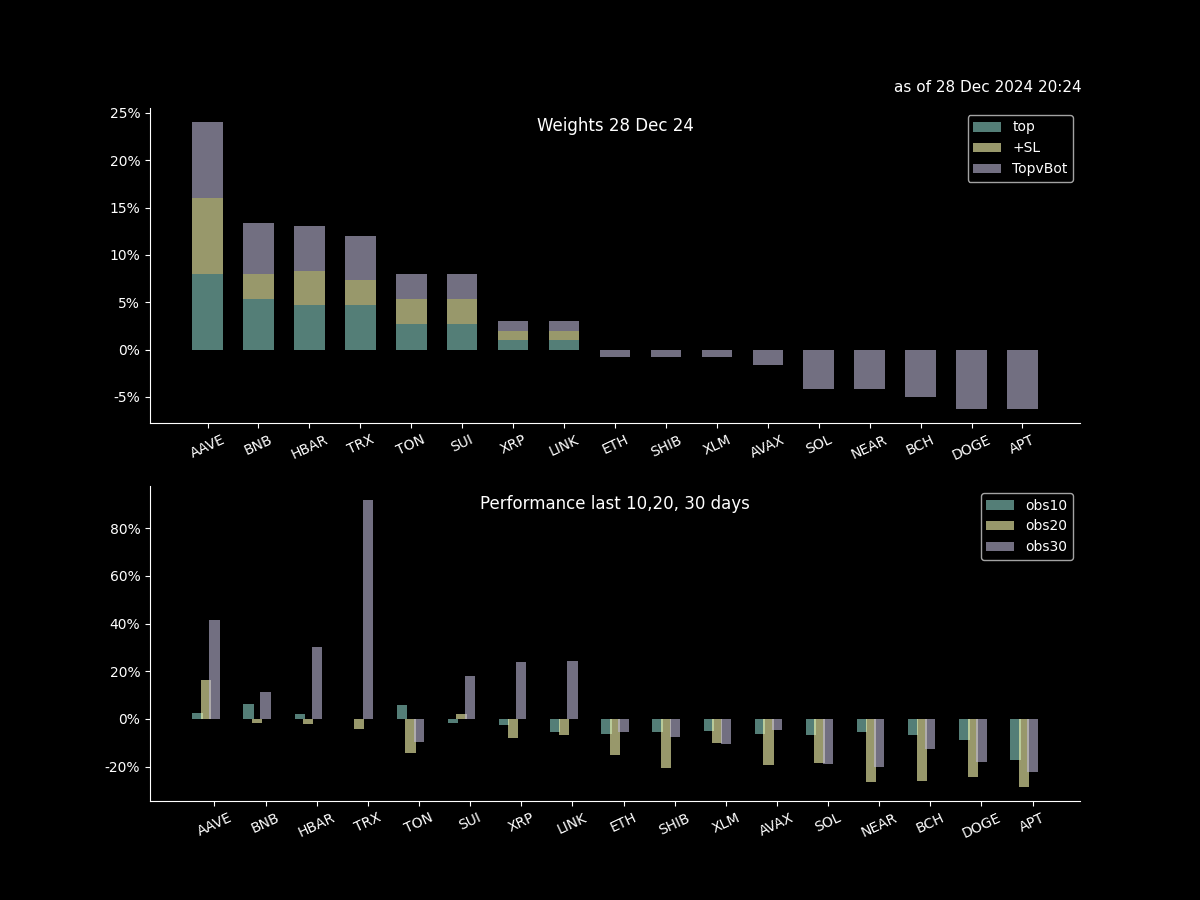 as of 28 Dec 2024 20:24
Weights 28 Dec 24
top
+SL
TopvBot
25%
20%
15%
10%
5%
0%
-5%
AAVE BNB HBAR TRX TON SUI XRP LINK ETH SHIB XLM AVAX SOL NEAR BCH DOGE APT
Performance last 10,20, 30 days
obs10
obs20
obs30
80%
60%
40%
20%
0%
-20%
AAVE BNB HBAR TRX TON SUI XRP LINK ETH SHIB XLM AVAX SOL NEAR BCH DOGE APT